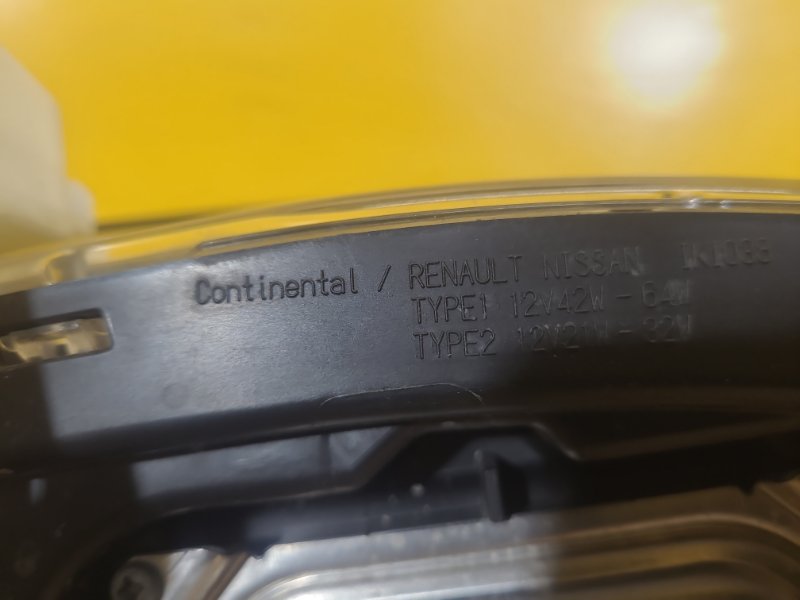 Continental / RENAULT NISSAN
TYPE1 12V42W - 64W
TYPE2 12V21W - 32W